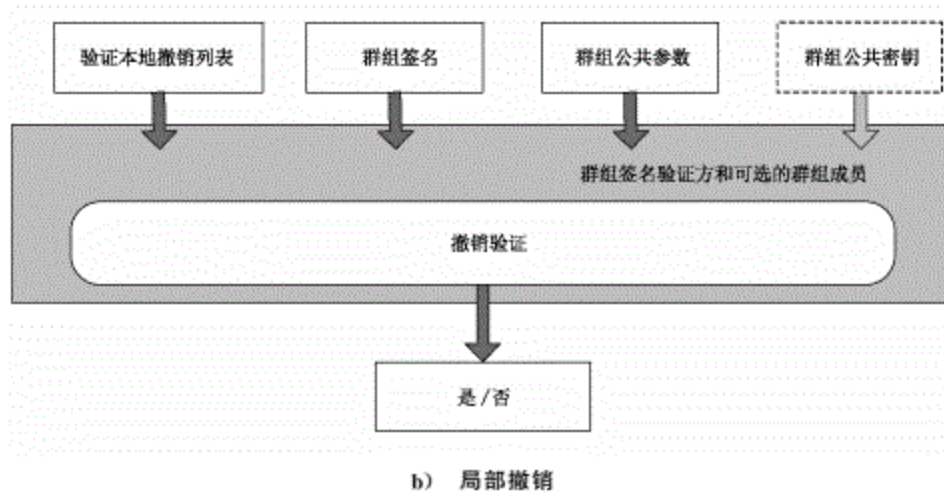 验证本地撤销列表
群组签名
群组公共参数
群组公共密钥
群组签名验证方和可选的群组成员
撤销验证
是/否
b) 局部撤销